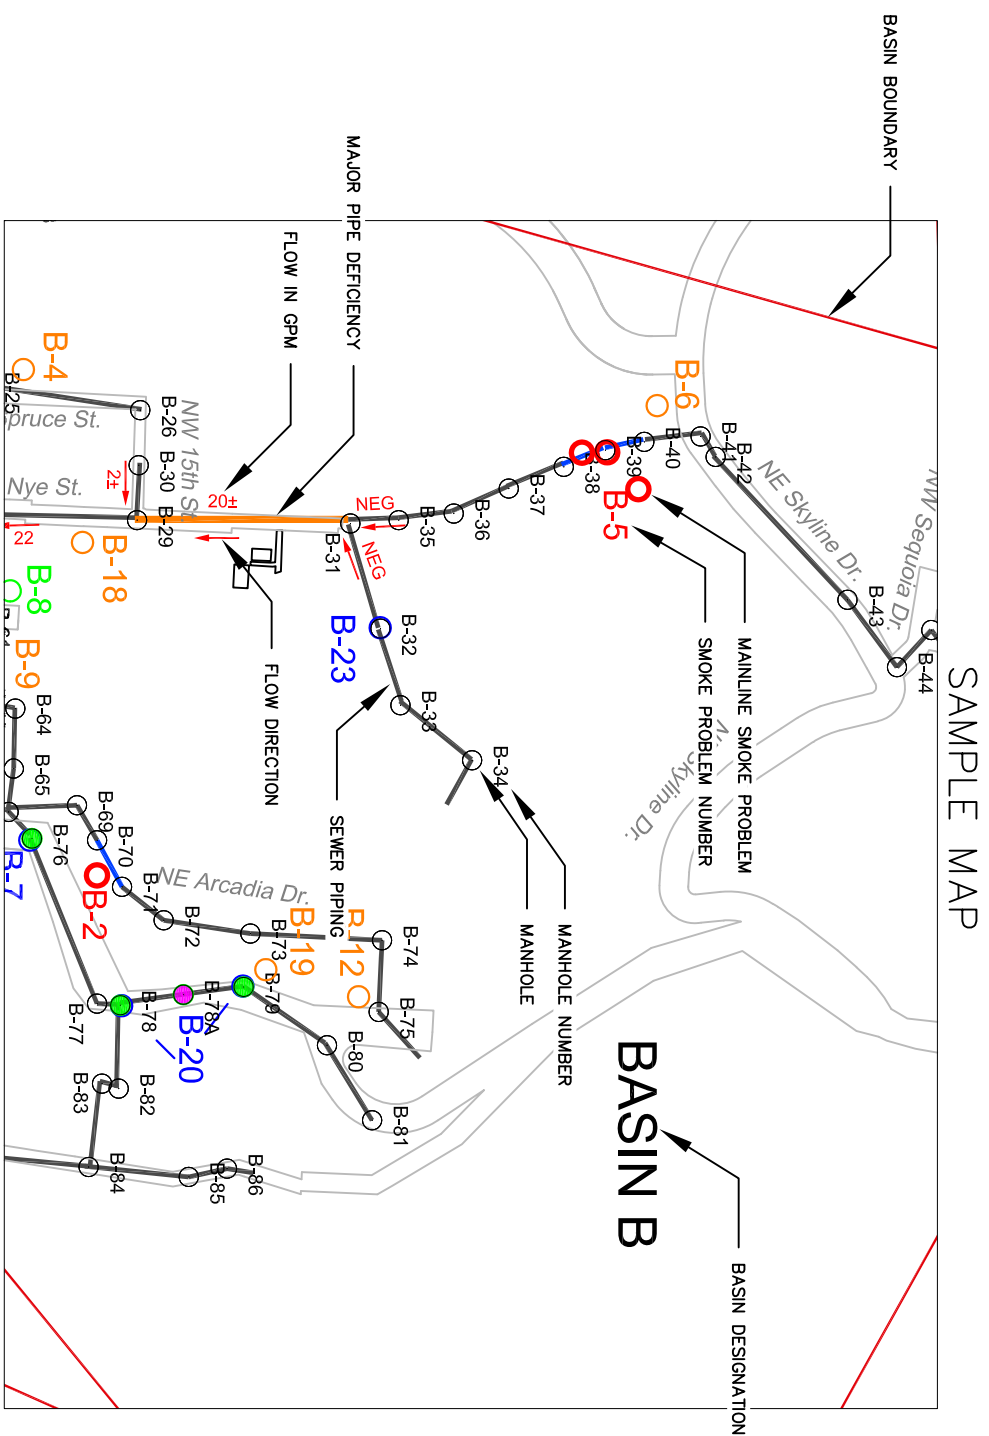 SAMPLE MAP
BASIN BOUNDARY
MAJOR PIPE DEFICIENCY
FLOW IN GPM
MAINLINE SMOKE PROBLEM
SMOKE PROBLEM NUMBER
FLOW DIRECTION
SEWER PIPING
MANHOLE NUMBER
MANHOLE
BASIN DESIGNATION
BASIN B
NW Sequoia Dr.
NE Skyline Dr.
Skyline Dr.
NE Arcadia Dr.
NW 15th St.
Spruce St.
Nye St.
B-6
B-41
B-42
B-40
B-39
B-38
B-5
B-37
B-36
B-35
B-43
B-44
NEG
NEG
B-31
B-32
B-23
B-33
B-34
20±
2±
22
B-4
B-25
B-26
B-30
B-29
B-18
B-8
B-9
B-64
B-65
B-69
B-70
B-71
B-72
B-73
B-74
B-75
B-76
B-7
B-2
B-19
B-12
B-77
B-78
B-78A
B-79
B-20
B-80
B-81
B-82
B-83
B-84
B-85
B-86